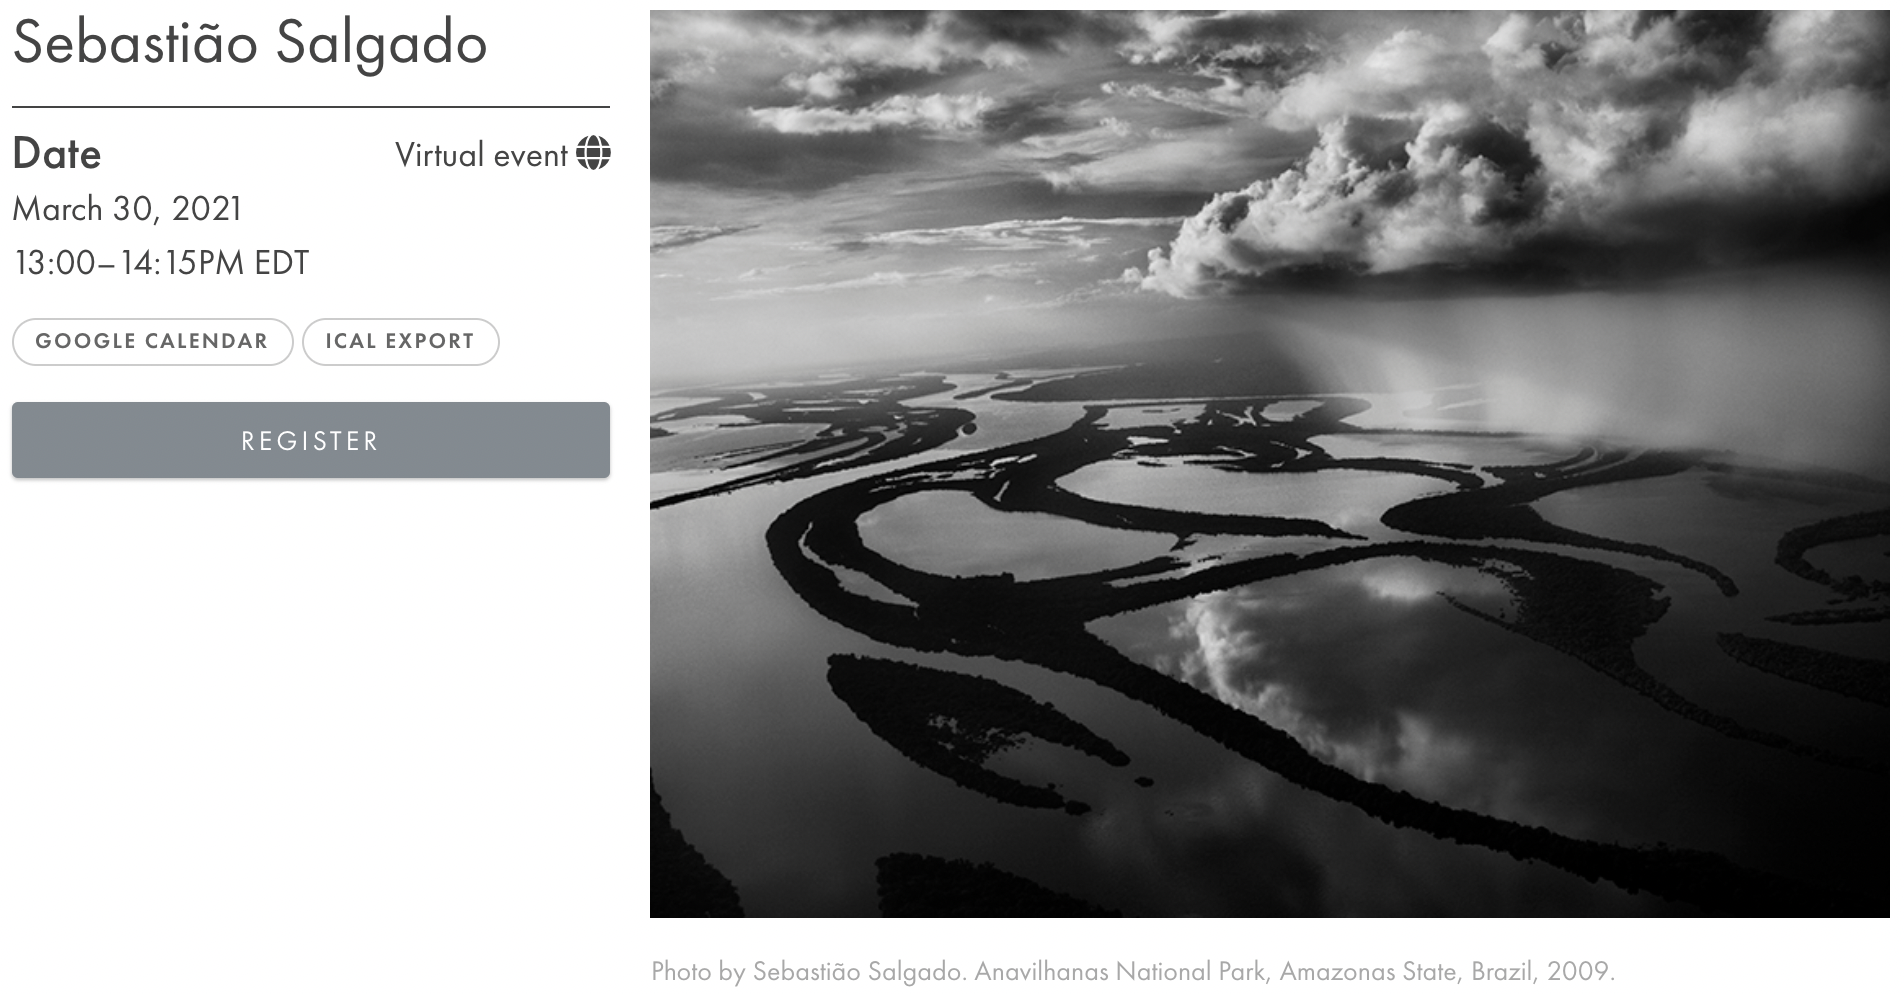 Sebastião Salgado
Date
Virtual event
March 30, 2021
13:00–14:15PM EDT
GOOGLE CALENDAR
ICAL EXPORT
REGISTER
Photo by Sebastião Salgado. Anavilhanas National Park, Amazonas State, Brazil, 2009.